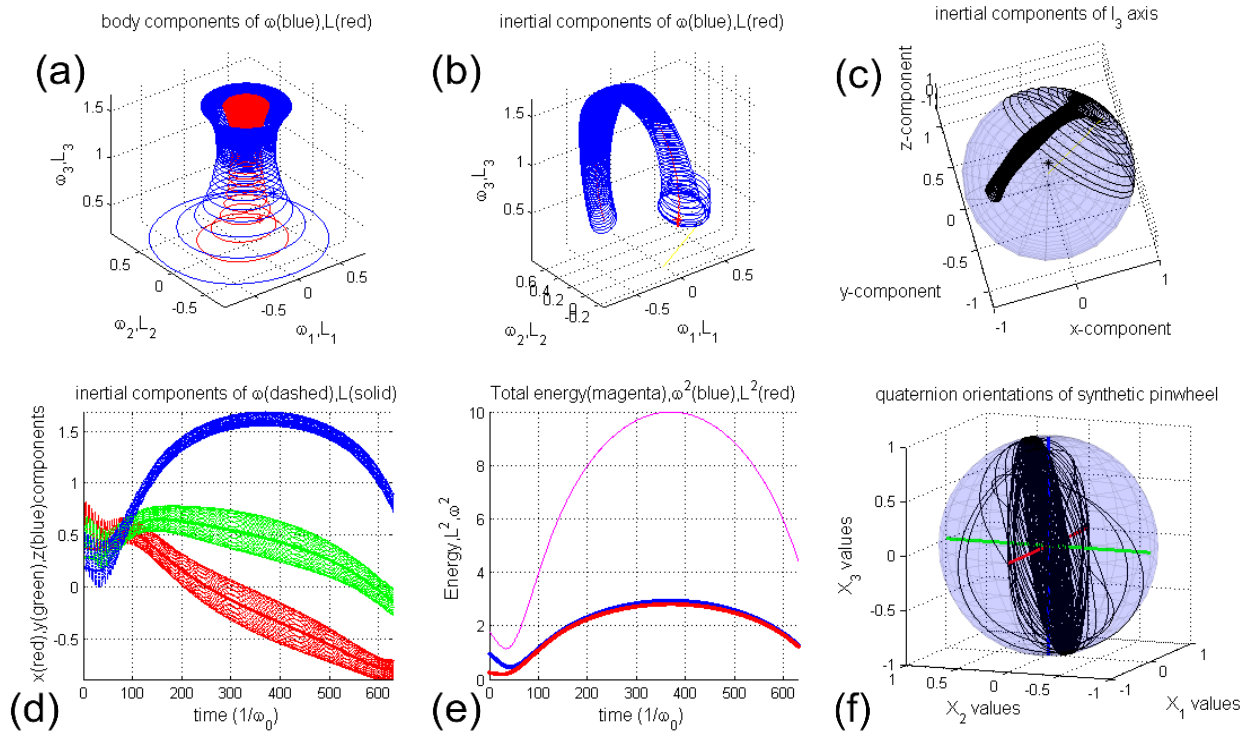 body components of ω(blue),L(red)
inertial components of ω(blue),L(red)
inertial components of I₃ axis
(a)
(b)
(c)
1.5
1
0.5
ω₃,L₃
0.5
0
-0.5
ω₂,L₂
-0.5
0
0.5
ω₁,L₁
1.5
1
0.5
ω₃,L₃
0.6
0.4
0.2
0
-0.2
ω₂,L₂
-0.5
0
0.5
ω₁,L₁
z-component
1
0
1
0.5
0
-0.5
-1
y-component
-1
0
1
x-component
inertial components of ω(dashed),L(solid)
Total energy(magenta),ω²(blue),L²(red)
quaternion orientations of synthetic pinwheel
x(red),y(green),z(blue)components
1.5
1
0.5
0
-0.5
0 100 200 300 400 500 600
time (1/ω₀)
(d)
Energy,L²,ω²
10
8
6
4
2
0
0 100 200 300 400 500 600
time (1/ω₀)
(e)
X₃ values
1
0.5
0
-0.5
-1
1
0.5
0
-0.5
-1
X₂ values
-1
0
1
X₁ values
(f)